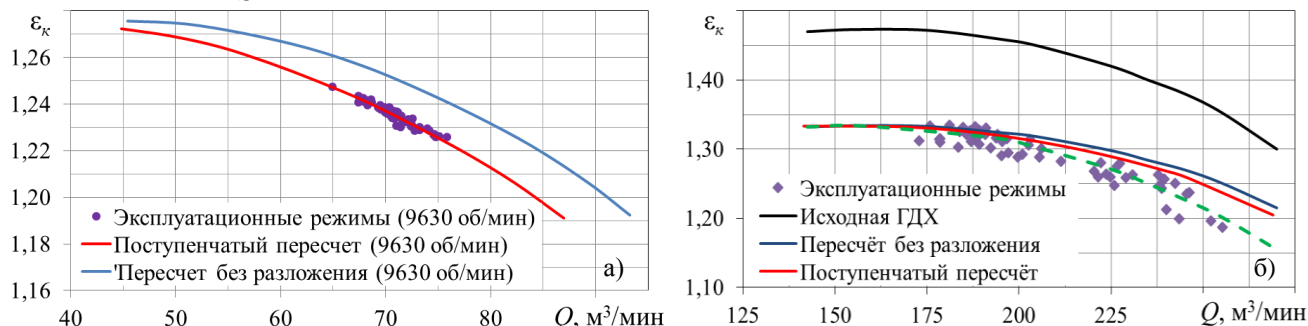 ε_к
1,26
1,24
1,22
1,20
1,18
1,16
40
50
60
70
80
Q, м³/мин
Эксплуатационные режимы (9630 об/мин)
Поступенчатый пересчет (9630 об/мин)
'Пересчет без разложения (9630 об/мин)
а)
ε_к
1,40
1,30
1,20
1,10
125
150
175
200
225
Q, м³/мин
Эксплуатационные режимы
Исходная ГДХ
Пересчёт без разложения
Поступенчатый пересчёт
б)